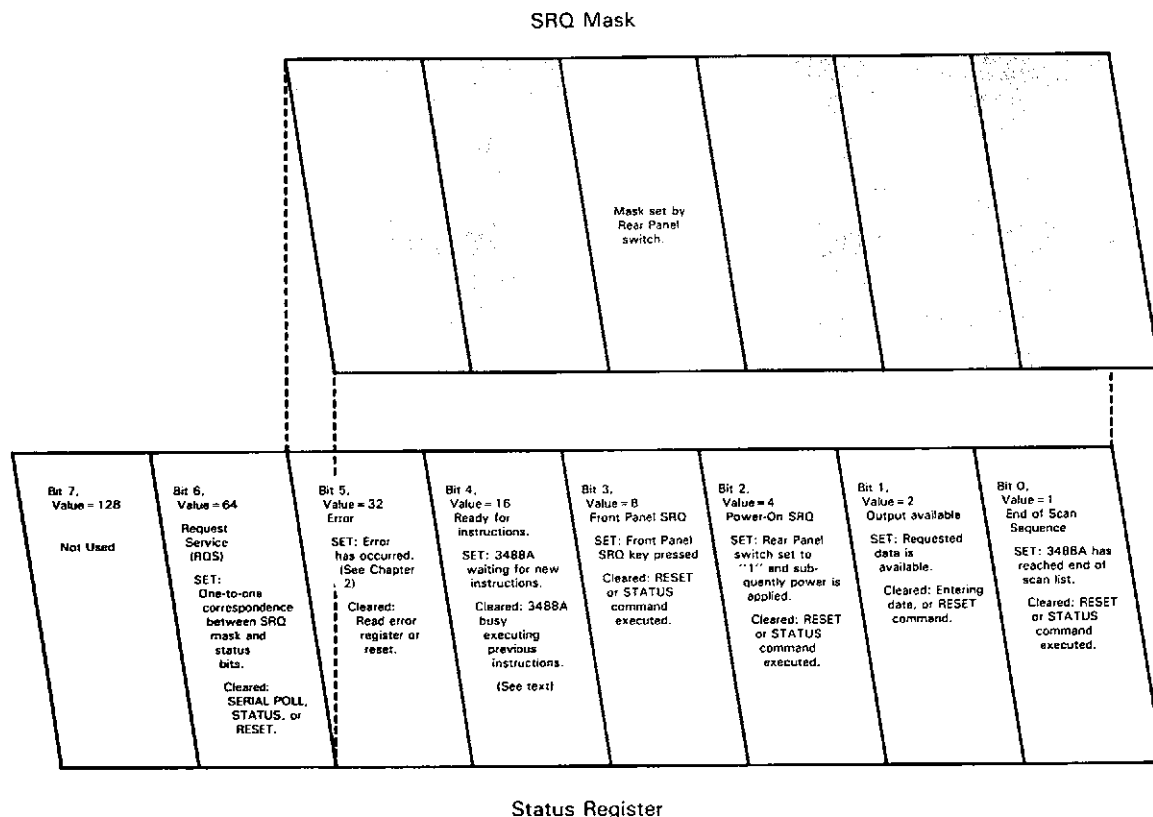 SRQ Mask
Mask set by
Rear Panel
switch.
Bit 7,
Value = 128
Not Used
Bit 6,
Value = 64
Request
Service
(RQS)
SET:
One-to-one
correspondence
between SRQ
mask and
status
bits.
Cleared:
SERIAL POLL,
STATUS, or
RESET.
Bit 5,
Value = 32
Error
SET: Error
has occurred.
(See Chapter
2)
Cleared:
Read error
register or
reset.
Bit 4,
Value = 16
Ready for
instructions.
SET: 3488A
waiting for new
instructions.
Cleared: 3488A
busy
executing
previous
instructions.
(See text)
Bit 3,
Value = 8
Front Panel SRQ
SET: Front Panel
SRQ key pressed
Cleared: RESET
or STATUS
command
executed.
Bit 2,
Value = 4
Power-On SRQ
SET: Rear Panel
switch set to
"1" and sub-
quently power is
applied.
Cleared: RESET
or STATUS
command
executed.
Bit 1,
Value = 2
Output available
SET: Requested
data is
available.
Cleared: Entering
data, or RESET
command.
Bit 0,
Value = 1
End of Scan
Sequence
SET: 3488A has
reached end of
scan list.
Cleared: RESET
or STATUS
command
executed.
Status Register